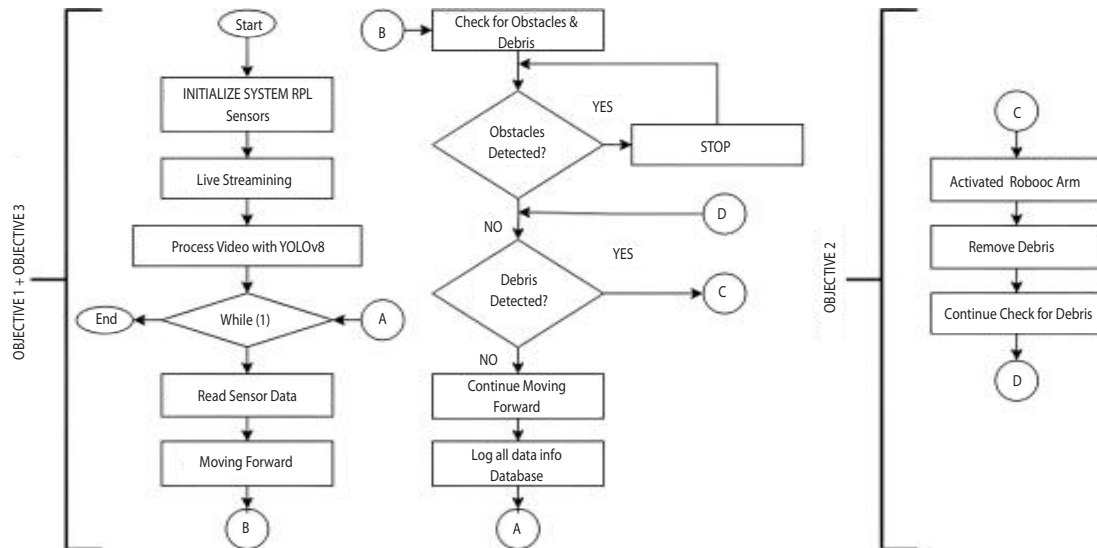 OBJECTIVE 1 + OBJECTIVE 3
Start
INITIALIZE SYSTEM RPL
Sensors
Live Streamining
Process Video with YOLOv8
While (1)
End
A
Read Sensor Data
Moving Forward
B
B
Check for Obstacles &
Debris
Obstacles
Detected?
YES
STOP
NO
D
Debris
Detected?
YES
C
NO
Continue Moving
Forward
Log all data info
Database
A
OBJECTIVE 2
C
Activated Robooc Arm
Remove Debris
Continue Check for Debris
D